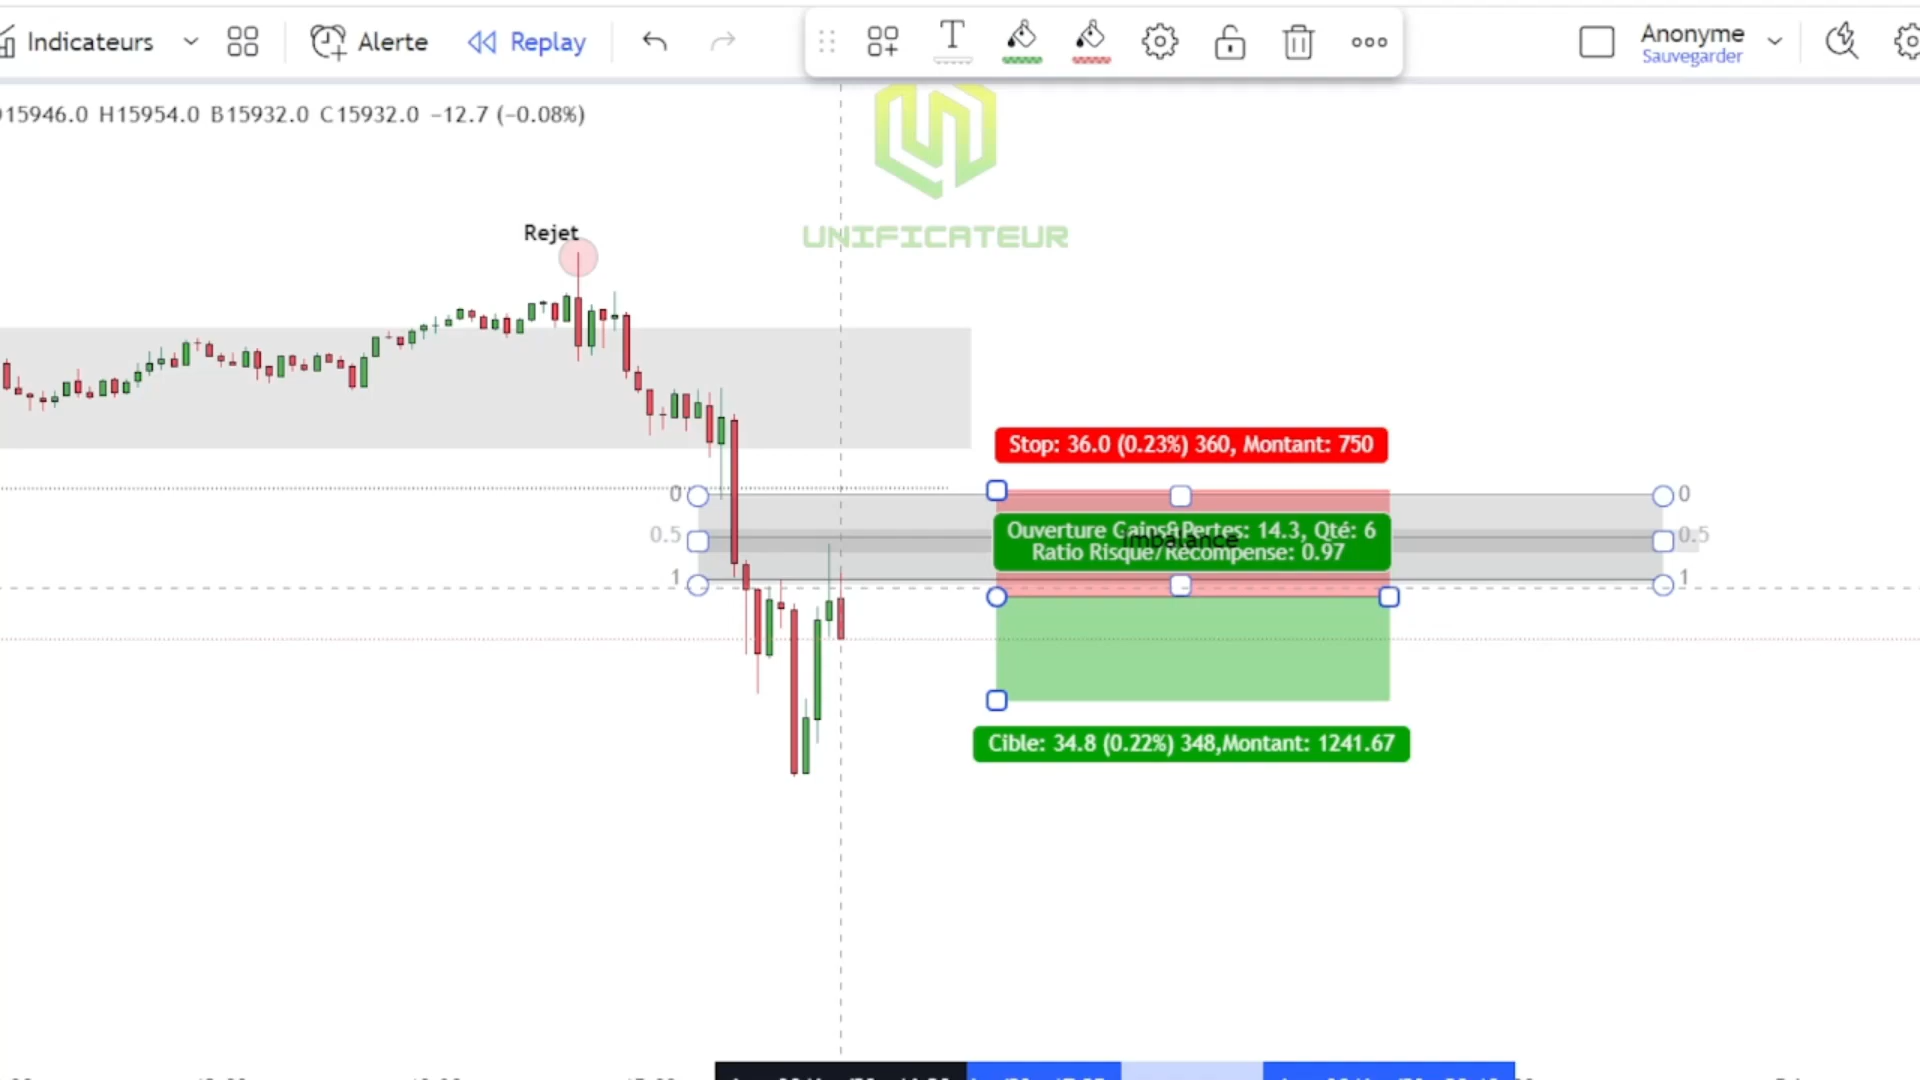 Indicateurs
Alerte
Replay
T
Anonyme
Sauvegarder
15946.0 H15954.0 B15932.0 C15932.0 −12.7 (−0.08%)
UNIFICATEUR
Rejet
Stop: 36.0 (0.23%) 360, Montant: 750
0
0
Ouverture Gains&Pertes: 14.3, Qté: 6
0.5
0.5
Imbalance
Ratio Risque/Récompense: 0.97
1
1
Cible: 34.8 (0.22%) 348,Montant: 1241.67